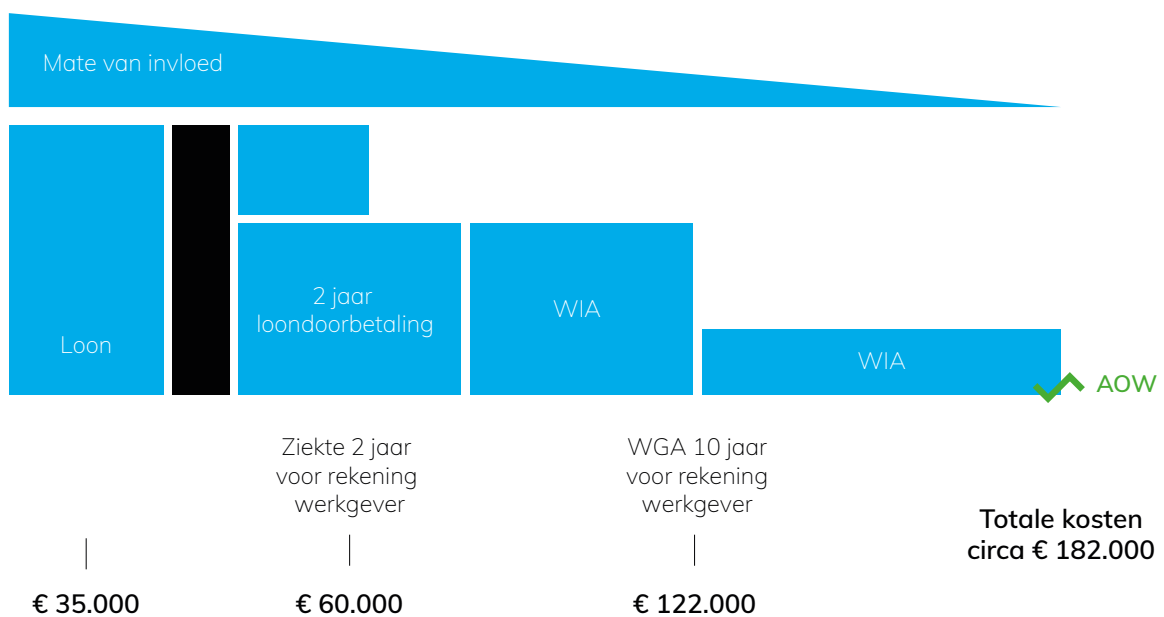 Mate van invloed
Loon
2 jaar
loondoorbetaling
WIA
WIA
AOW
Ziekte 2 jaar
voor rekening
werkgever
WGA 10 jaar
voor rekening
werkgever
Totale kosten
circa € 182.000
€ 35.000
€ 60.000
€ 122.000